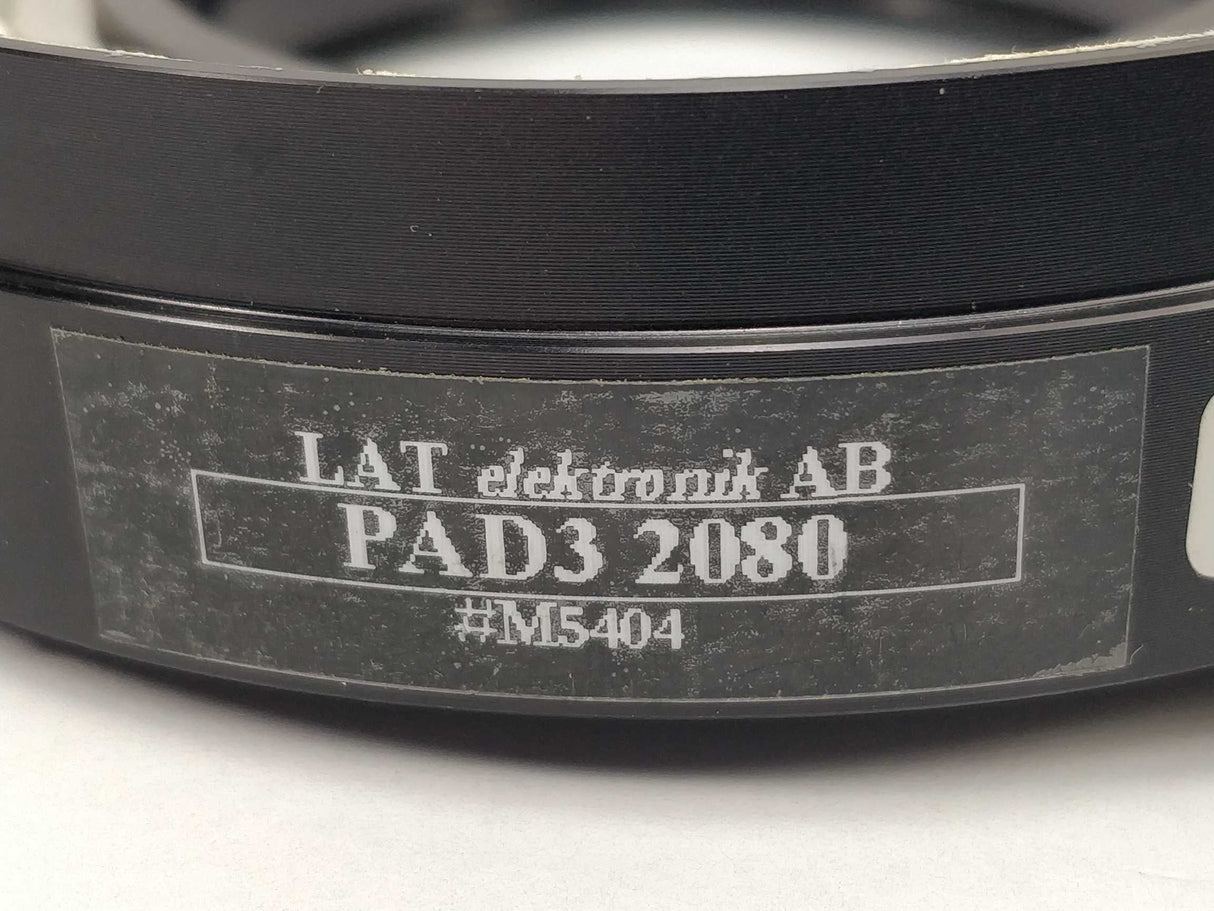 LAT elektronik AB
PAD3 2080
#M5404